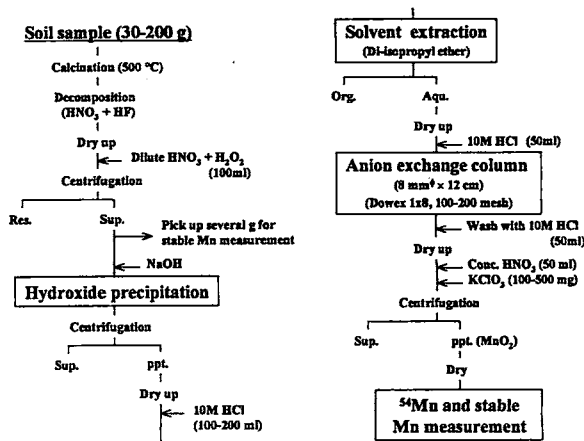 Soil sample (30-200 g)
Calcination (500 °C)
Decomposition
(HNO₃ + HF)
Dry up
Dilute HNO₃ + H₂O₂
(100ml)
Centrifugation
Res. Sup.
Pick up several g for
stable Mn measurement
NaOH
Hydroxide precipitation
Centrifugation
Sup. ppt.
Dry up
10M HCl
(100-200 ml)
Solvent extraction
(Di-isopropyl ether)
Org. Aqu.
Dry up
10M HCl (50ml)
Anion exchange column
(8 mmᶲ × 12 cm)
(Dowex 1x8, 100-200 mesh)
Wash with 10M HCl
(50ml)
Dry up
Conc. HNO₃ (50 ml)
KClO₃ (100-500 mg)
Centrifugation
Sup. ppt. (MnO₂)
Dry
⁵⁴Mn and stable
Mn measurement